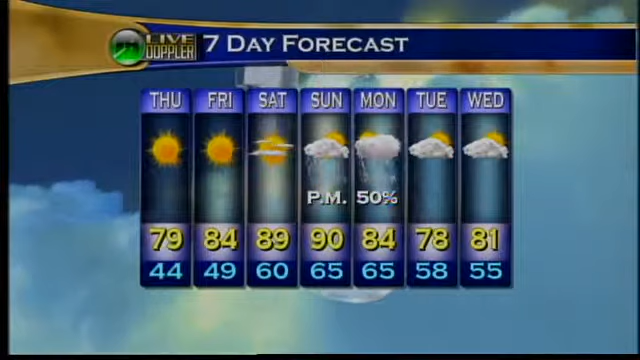 LIVE DOPPLER 7 DAY FORECAST
THU FRI SAT SUN MON TUE WED
P.M. 50%
79 84 89 90 84 78 81
44 49 60 65 65 58 55